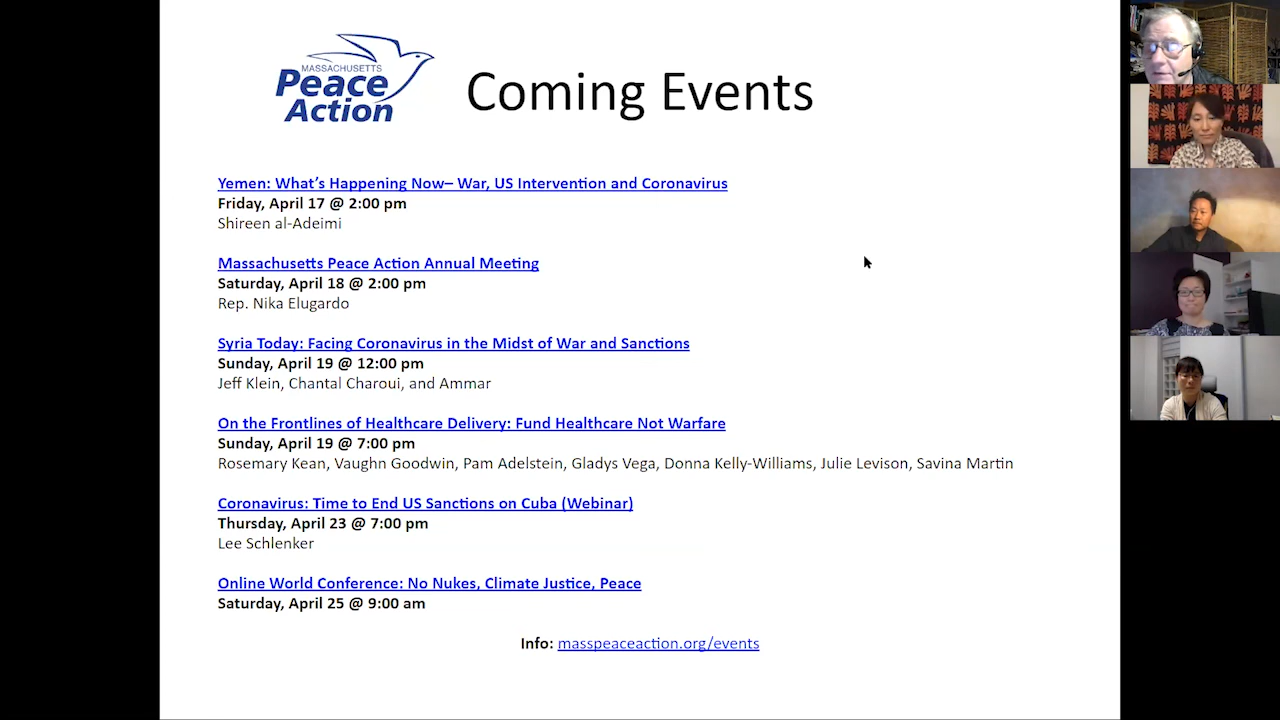 MASSACHUSETTS
Peace
Action
Coming Events
Yemen: What's Happening Now– War, US Intervention and Coronavirus
Friday, April 17 @ 2:00 pm
Shireen al-Adeimi
Massachusetts Peace Action Annual Meeting
Saturday, April 18 @ 2:00 pm
Rep. Nika Elugardo
Syria Today: Facing Coronavirus in the Midst of War and Sanctions
Sunday, April 19 @ 12:00 pm
Jeff Klein, Chantal Charoui, and Ammar
On the Frontlines of Healthcare Delivery: Fund Healthcare Not Warfare
Sunday, April 19 @ 7:00 pm
Rosemary Kean, Vaughn Goodwin, Pam Adelstein, Gladys Vega, Donna Kelly-Williams, Julie Levison, Savina Martin
Coronavirus: Time to End US Sanctions on Cuba (Webinar)
Thursday, April 23 @ 7:00 pm
Lee Schlenker
Online World Conference: No Nukes, Climate Justice, Peace
Saturday, April 25 @ 9:00 am
Info: masspeaceaction.org/events